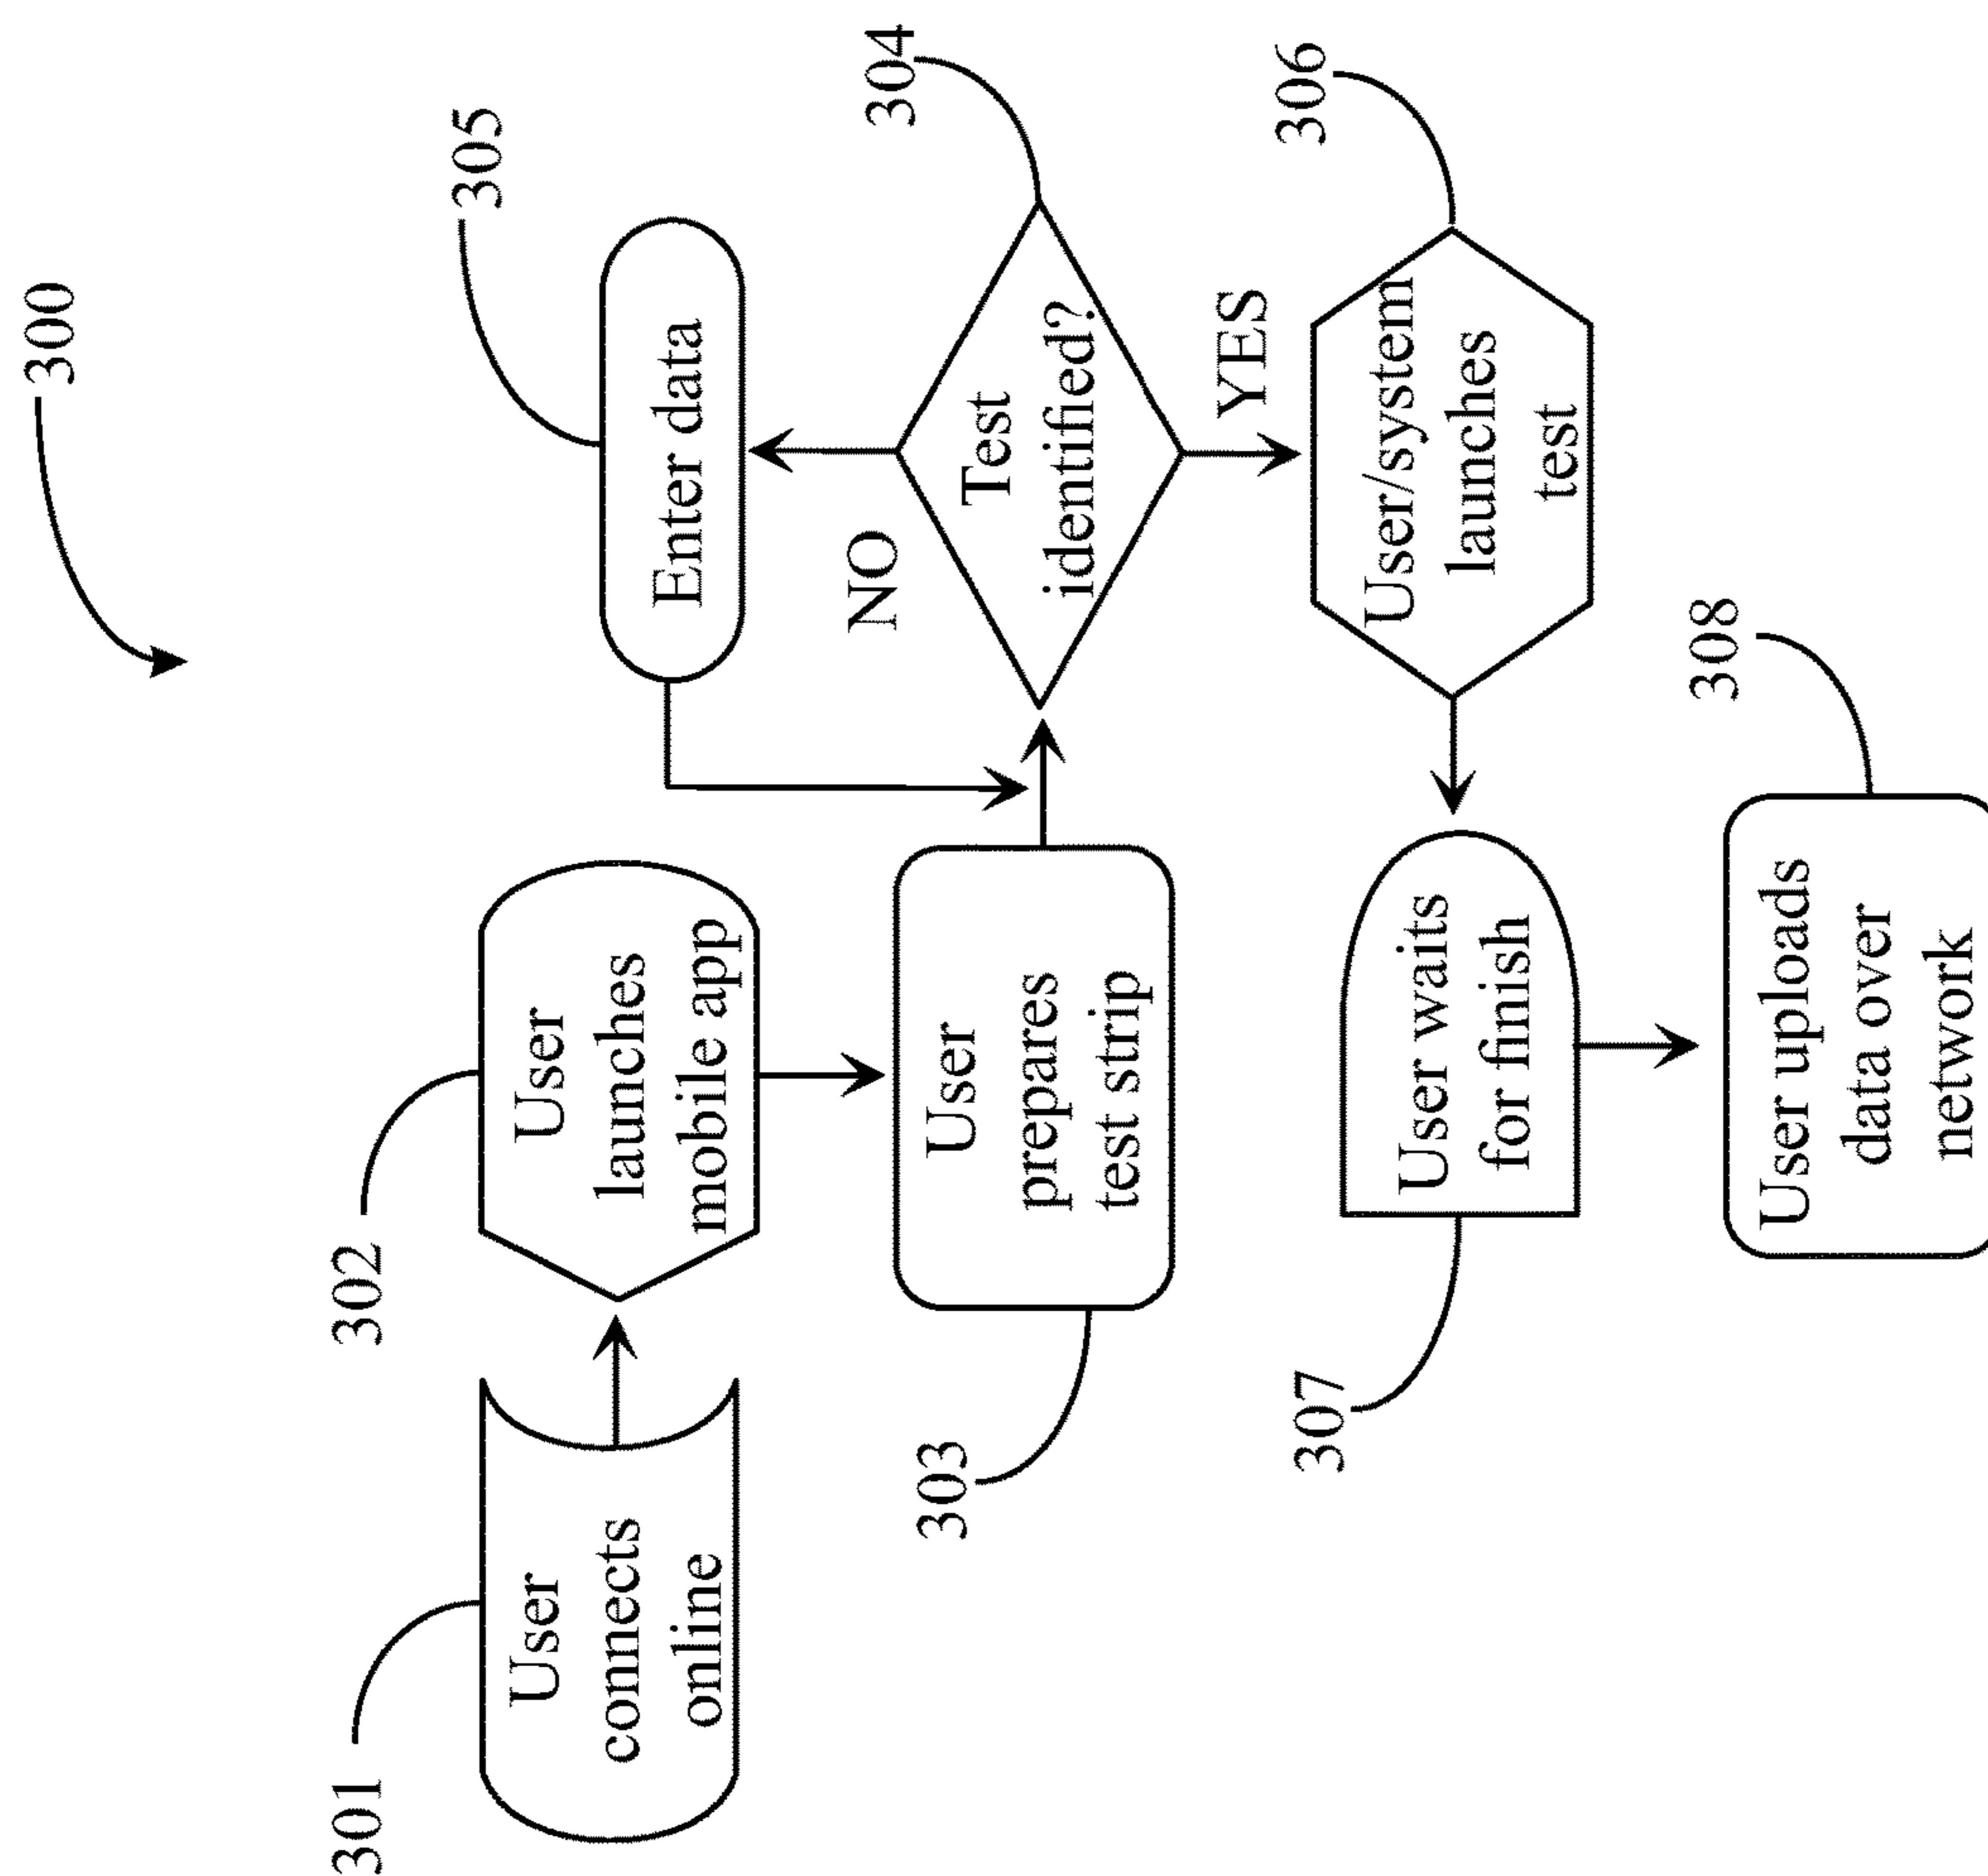 300
301
User
connects
online
302
User
launches
mobile app
303
User
prepares
test strip
304
Test
identified?
NO
YES
305
Enter data
306
User/system
launches
test
307
User waits
for finish
308
User uploads
data over
network